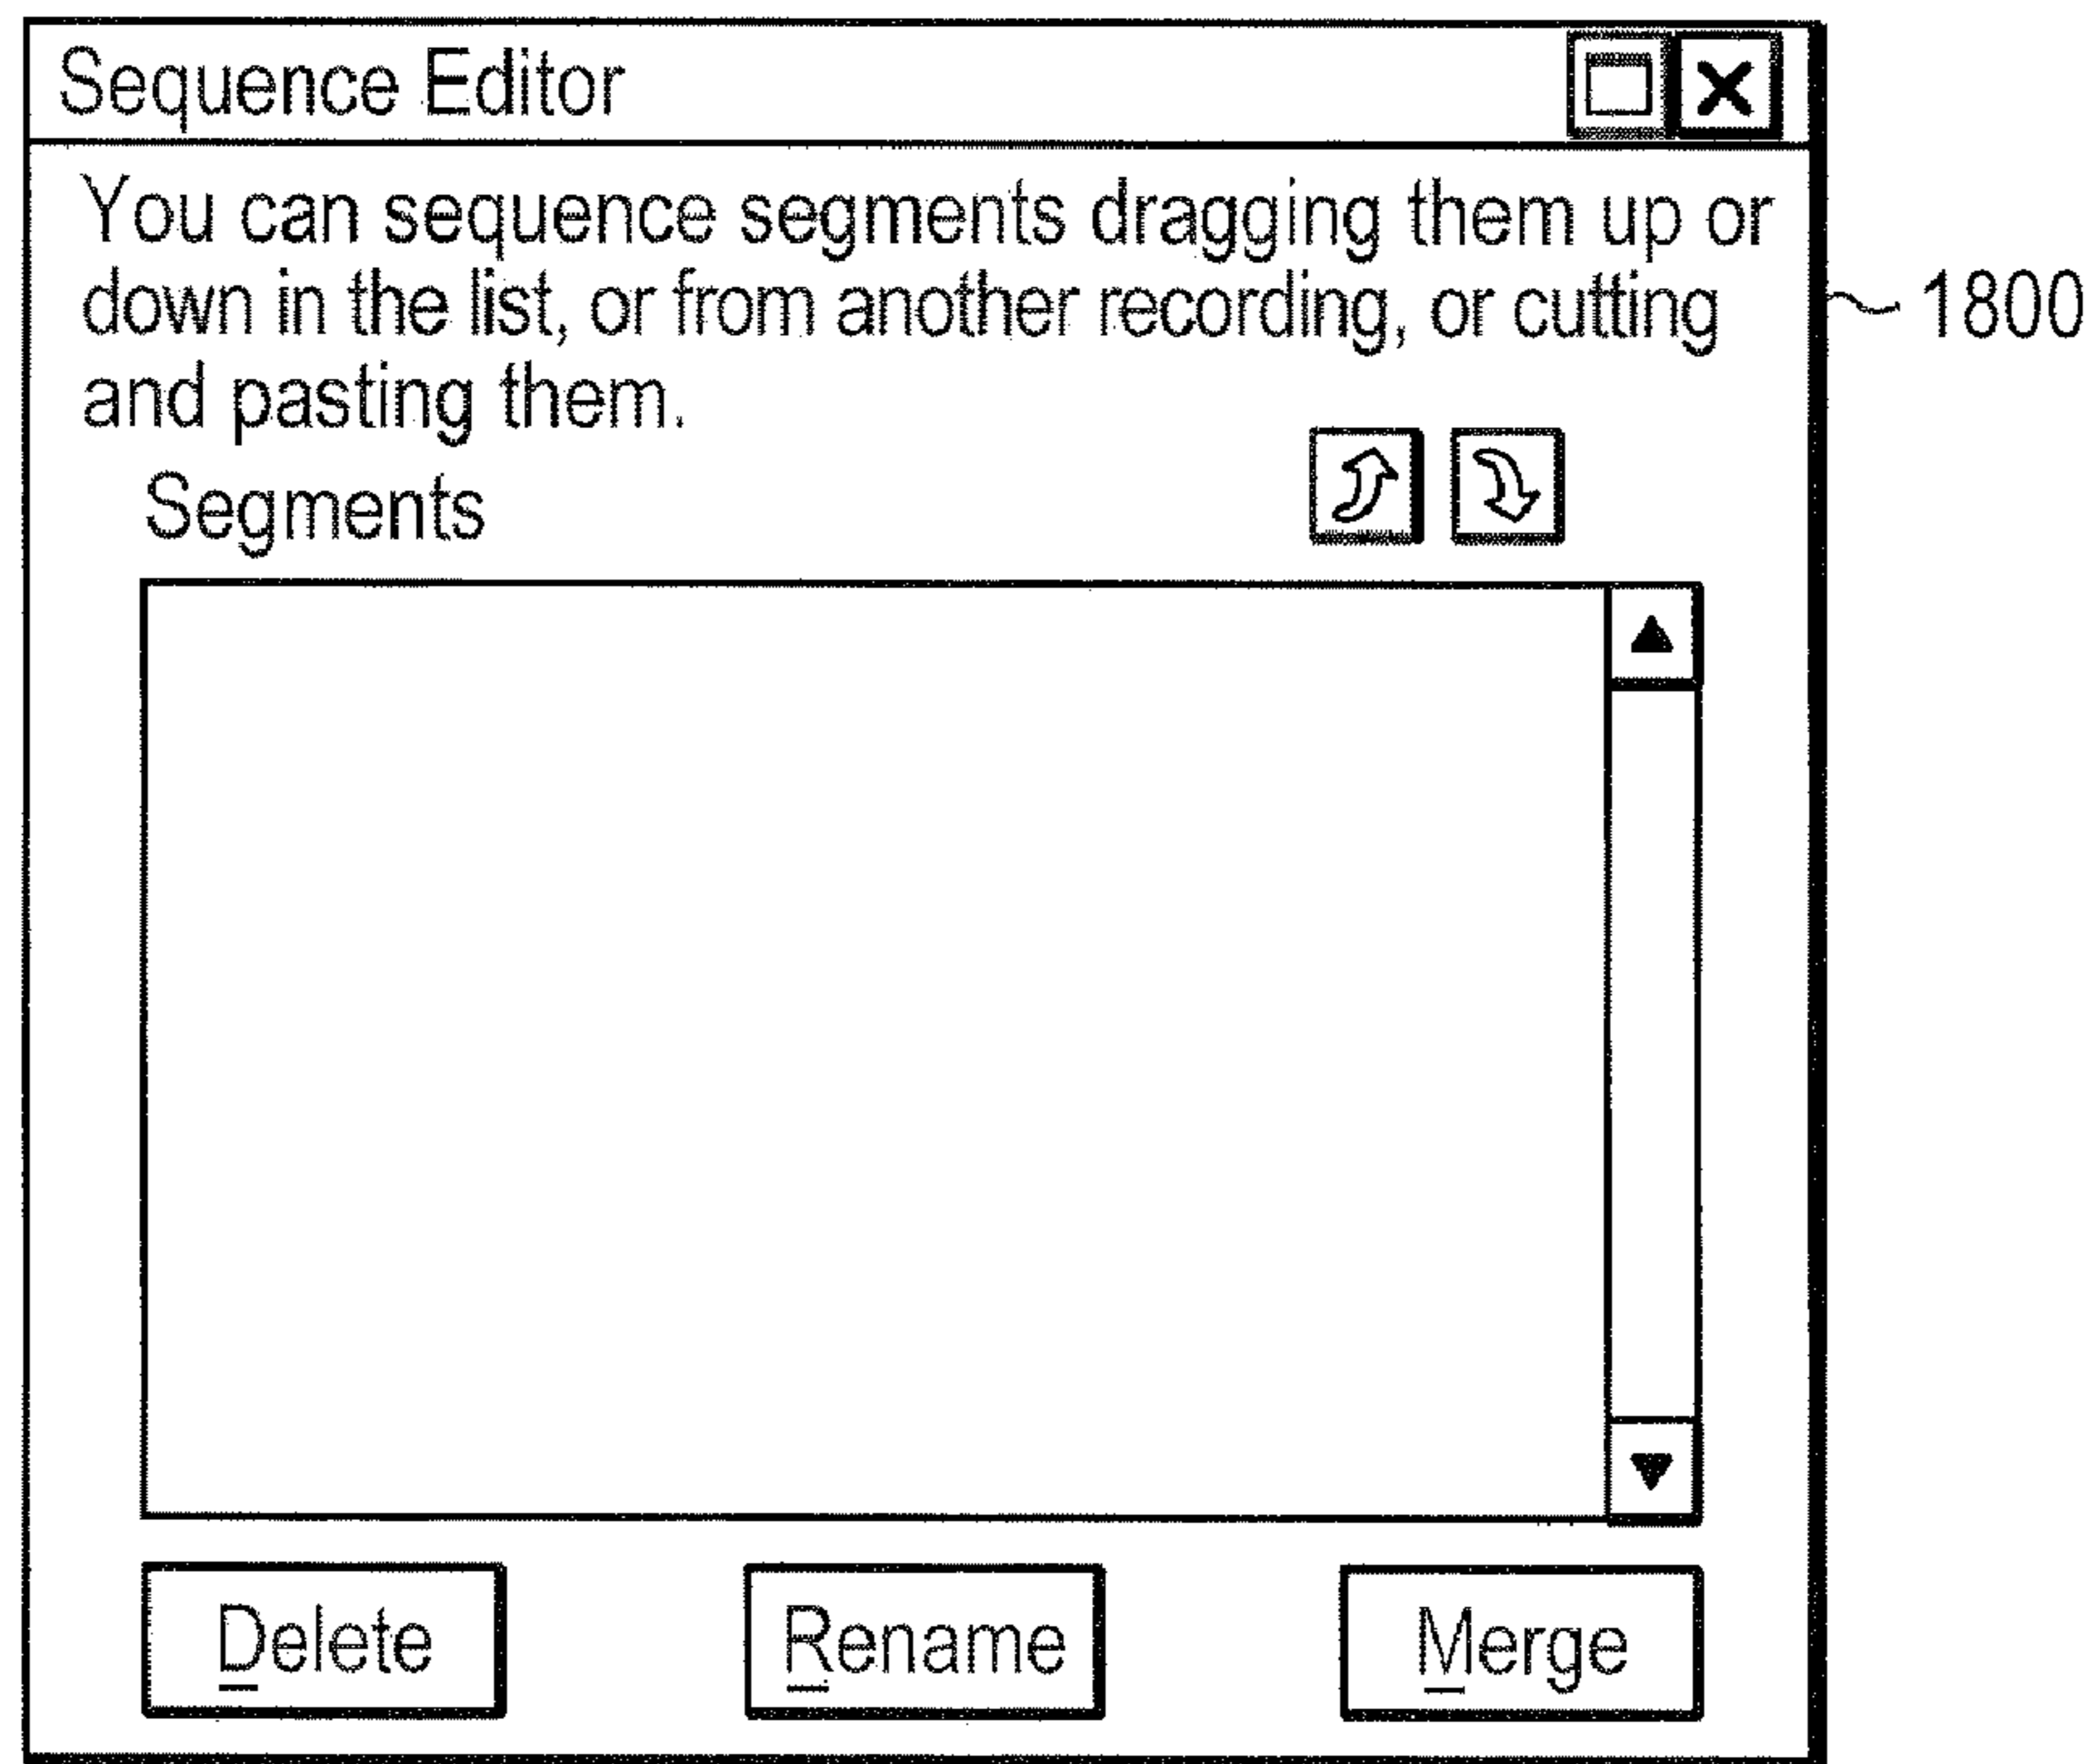 Sequence Editor
You can sequence segments dragging them up or
down in the list, or from another recording, or cutting
and pasting them.
1800
Segments
Delete
Rename
Merge